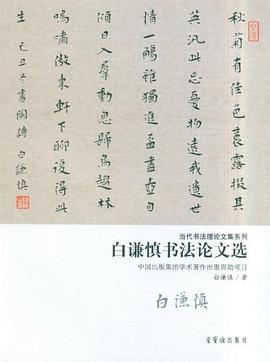 秋菊有佳色裛露掇其
英汎此忘憂物遠我遺世
情一觴雖獨進盃盡壺自
傾日入羣動息歸鳥趨林
鳴嘯傲東軒下聊復得此
生 己丑冬書陶詩 白謙慎
当代书法理论文集系列
白谦慎书法论文选
中国出版集团学术著作出版资助项目
白谦慎/著
白谦慎
荣宝斋出版社